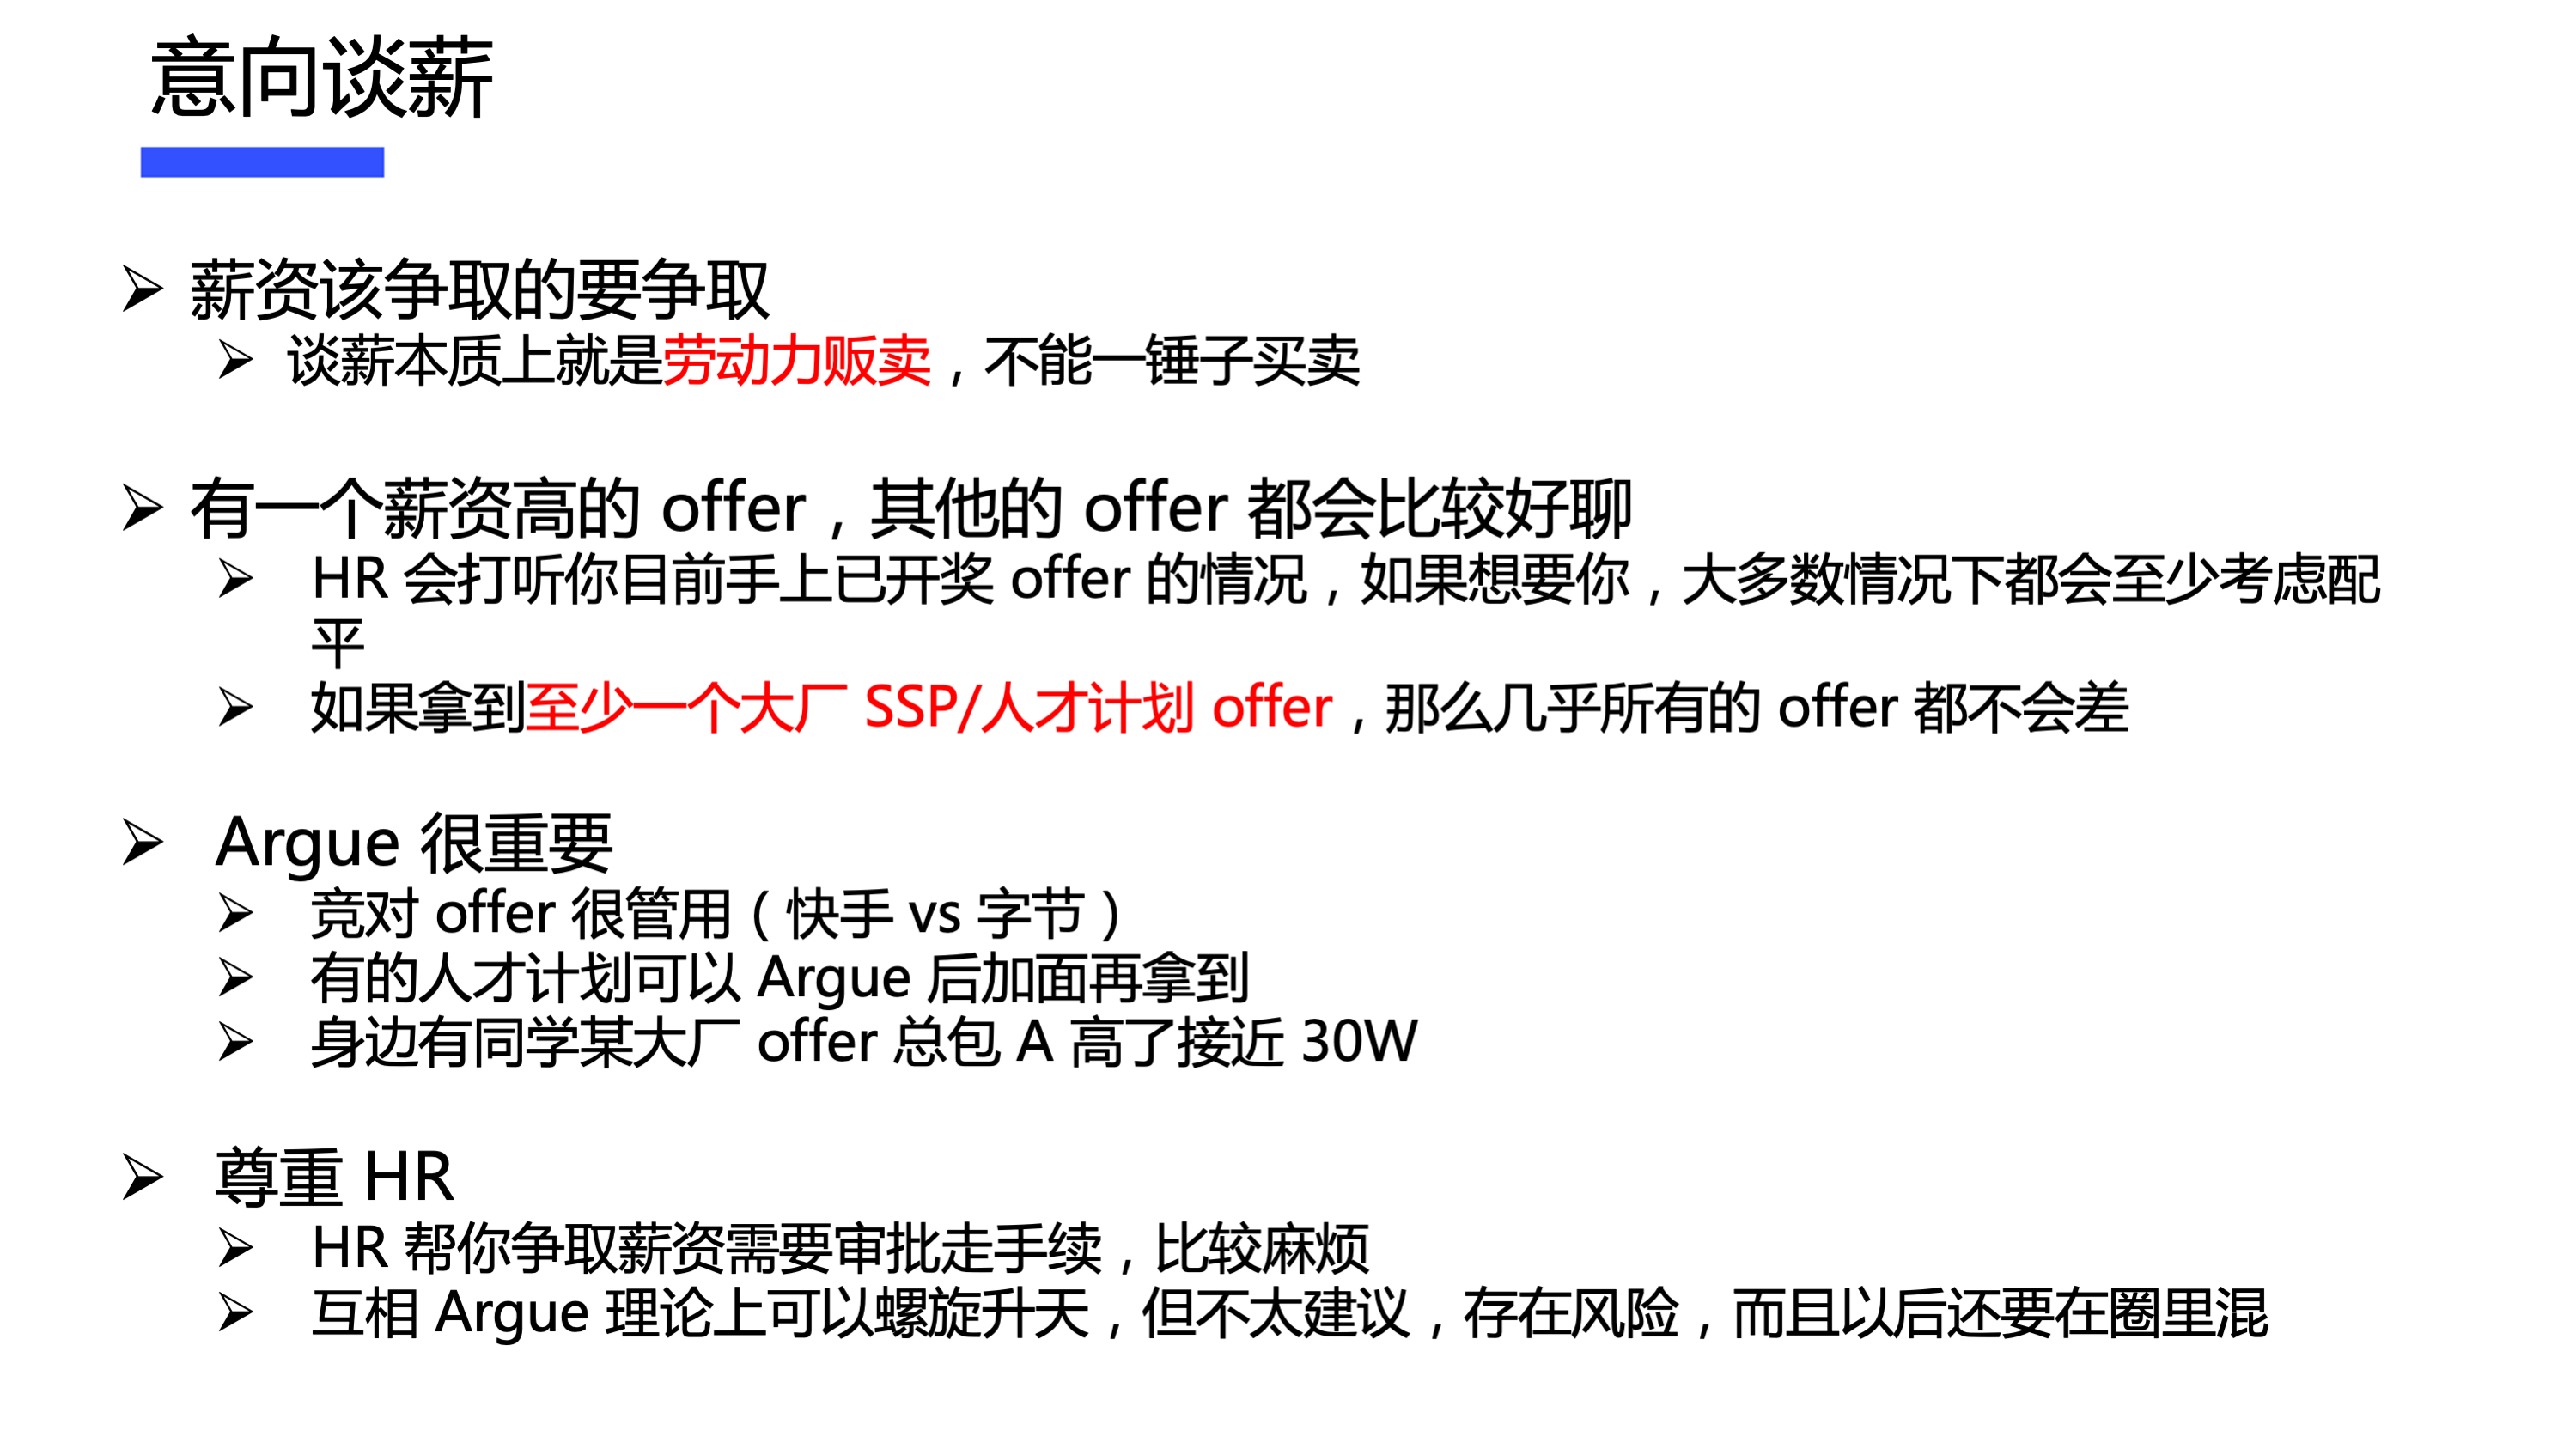 意向谈薪
薪资该争取的要争取
谈薪本质上就是劳动力贩卖，不能一锤子买卖
有一个薪资高的 offer，其他的 offer 都会比较好聊
HR 会打听你目前手上已开奖 offer 的情况，如果想要你，大多数情况下都会至少考虑配
平
如果拿到至少一个大厂 SSP/人才计划 offer，那么几乎所有的 offer 都不会差
Argue 很重要
竞对 offer 很管用（快手 vs 字节）
有的人才计划可以 Argue 后加面再拿到
身边有同学某大厂 offer 总包 A 高了接近 30W
尊重 HR
HR 帮你争取薪资需要审批走手续，比较麻烦
互相 Argue 理论上可以螺旋升天，但不太建议，存在风险，而且以后还要在圈里混